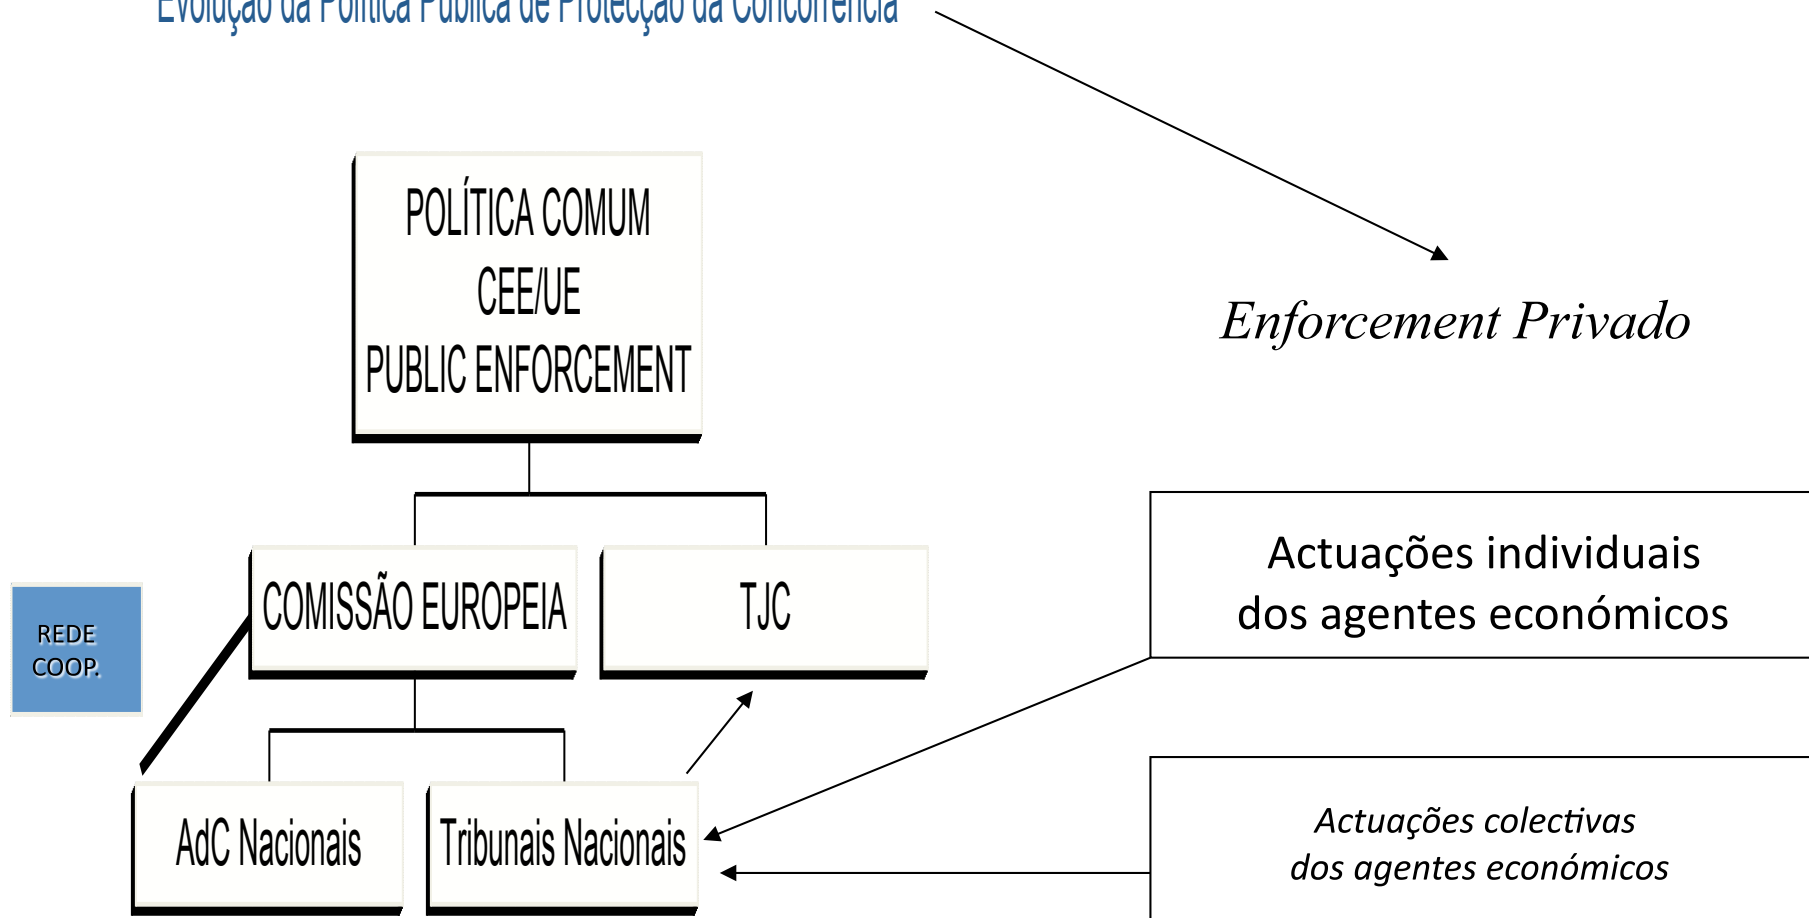 Evolução da Política Pública de Protecção da Concorrência
POLÍTICA COMUM
CEE/UE
PUBLIC ENFORCEMENT
Enforcement Privado
COMISSÃO EUROPEIA
TJC
Actuações individuais
dos agentes económicos
REDE
COOP.
AdC Nacionais
Tribunais Nacionais
Actuações colectivas
dos agentes económicos